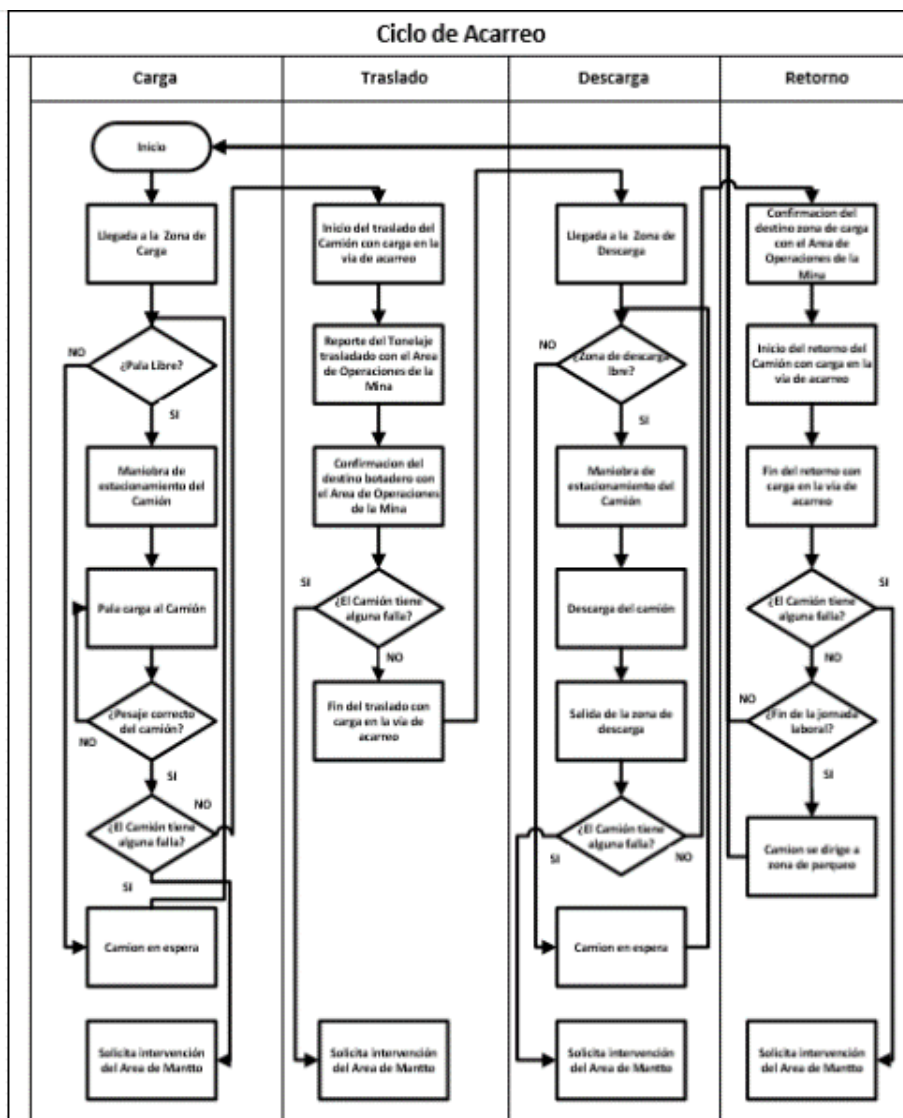 Ciclo de Acarreo
Carga
Traslado
Descarga
Retorno
Inicio
Llegada a la Zona de
Carga
NO
¿Pala Libre?
SI
Maniobra de
estacionamiento del
Camión
Pala carga al Camión
¿Pesaje correcto
del camión?
NO
SI
NO
¿El Camión tiene
alguna falla?
SI
Camion en espera
Solicita intervención
del Area de Mantto
Inicio del traslado del
Camión con carga en la
vía de acarreo
Reporte del Tonelaje
trasladado con el Area
de Operaciones de la
Mina
Confirmacion del
destino botadero con
el Area de Operaciones
de la Mina
SI
¿El Camión tiene
alguna falla?
NO
Fin del traslado con
carga en la vía de
acarreo
Solicita intervención
del Area de Mantto
Llegada a la Zona de
Descarga
NO
¿Zona de descarga
lbre?
SI
Maniobra de
estacionamiento del
Camión
Descarga del camión
Salida de la zona de
descarga
¿El Camión tiene
alguna falla?
SI
NO
Camion en espera
Solicita intervención
del Area de Mantto
Confirmacion del
destino zona de carga
con el Area de
Operaciones de la
Mina
Inicio del retorno del
Camión con carga en la
vía de acarreo
Fin del retorno con
carga en la vía de
acarreo
SI
¿El Camión tiene
alguna falla?
NO
NO
¿Fin de la jornada
laboral?
SI
Camion se dirige a
zona de parqueo
Solicita intervención
del Area de Mantto